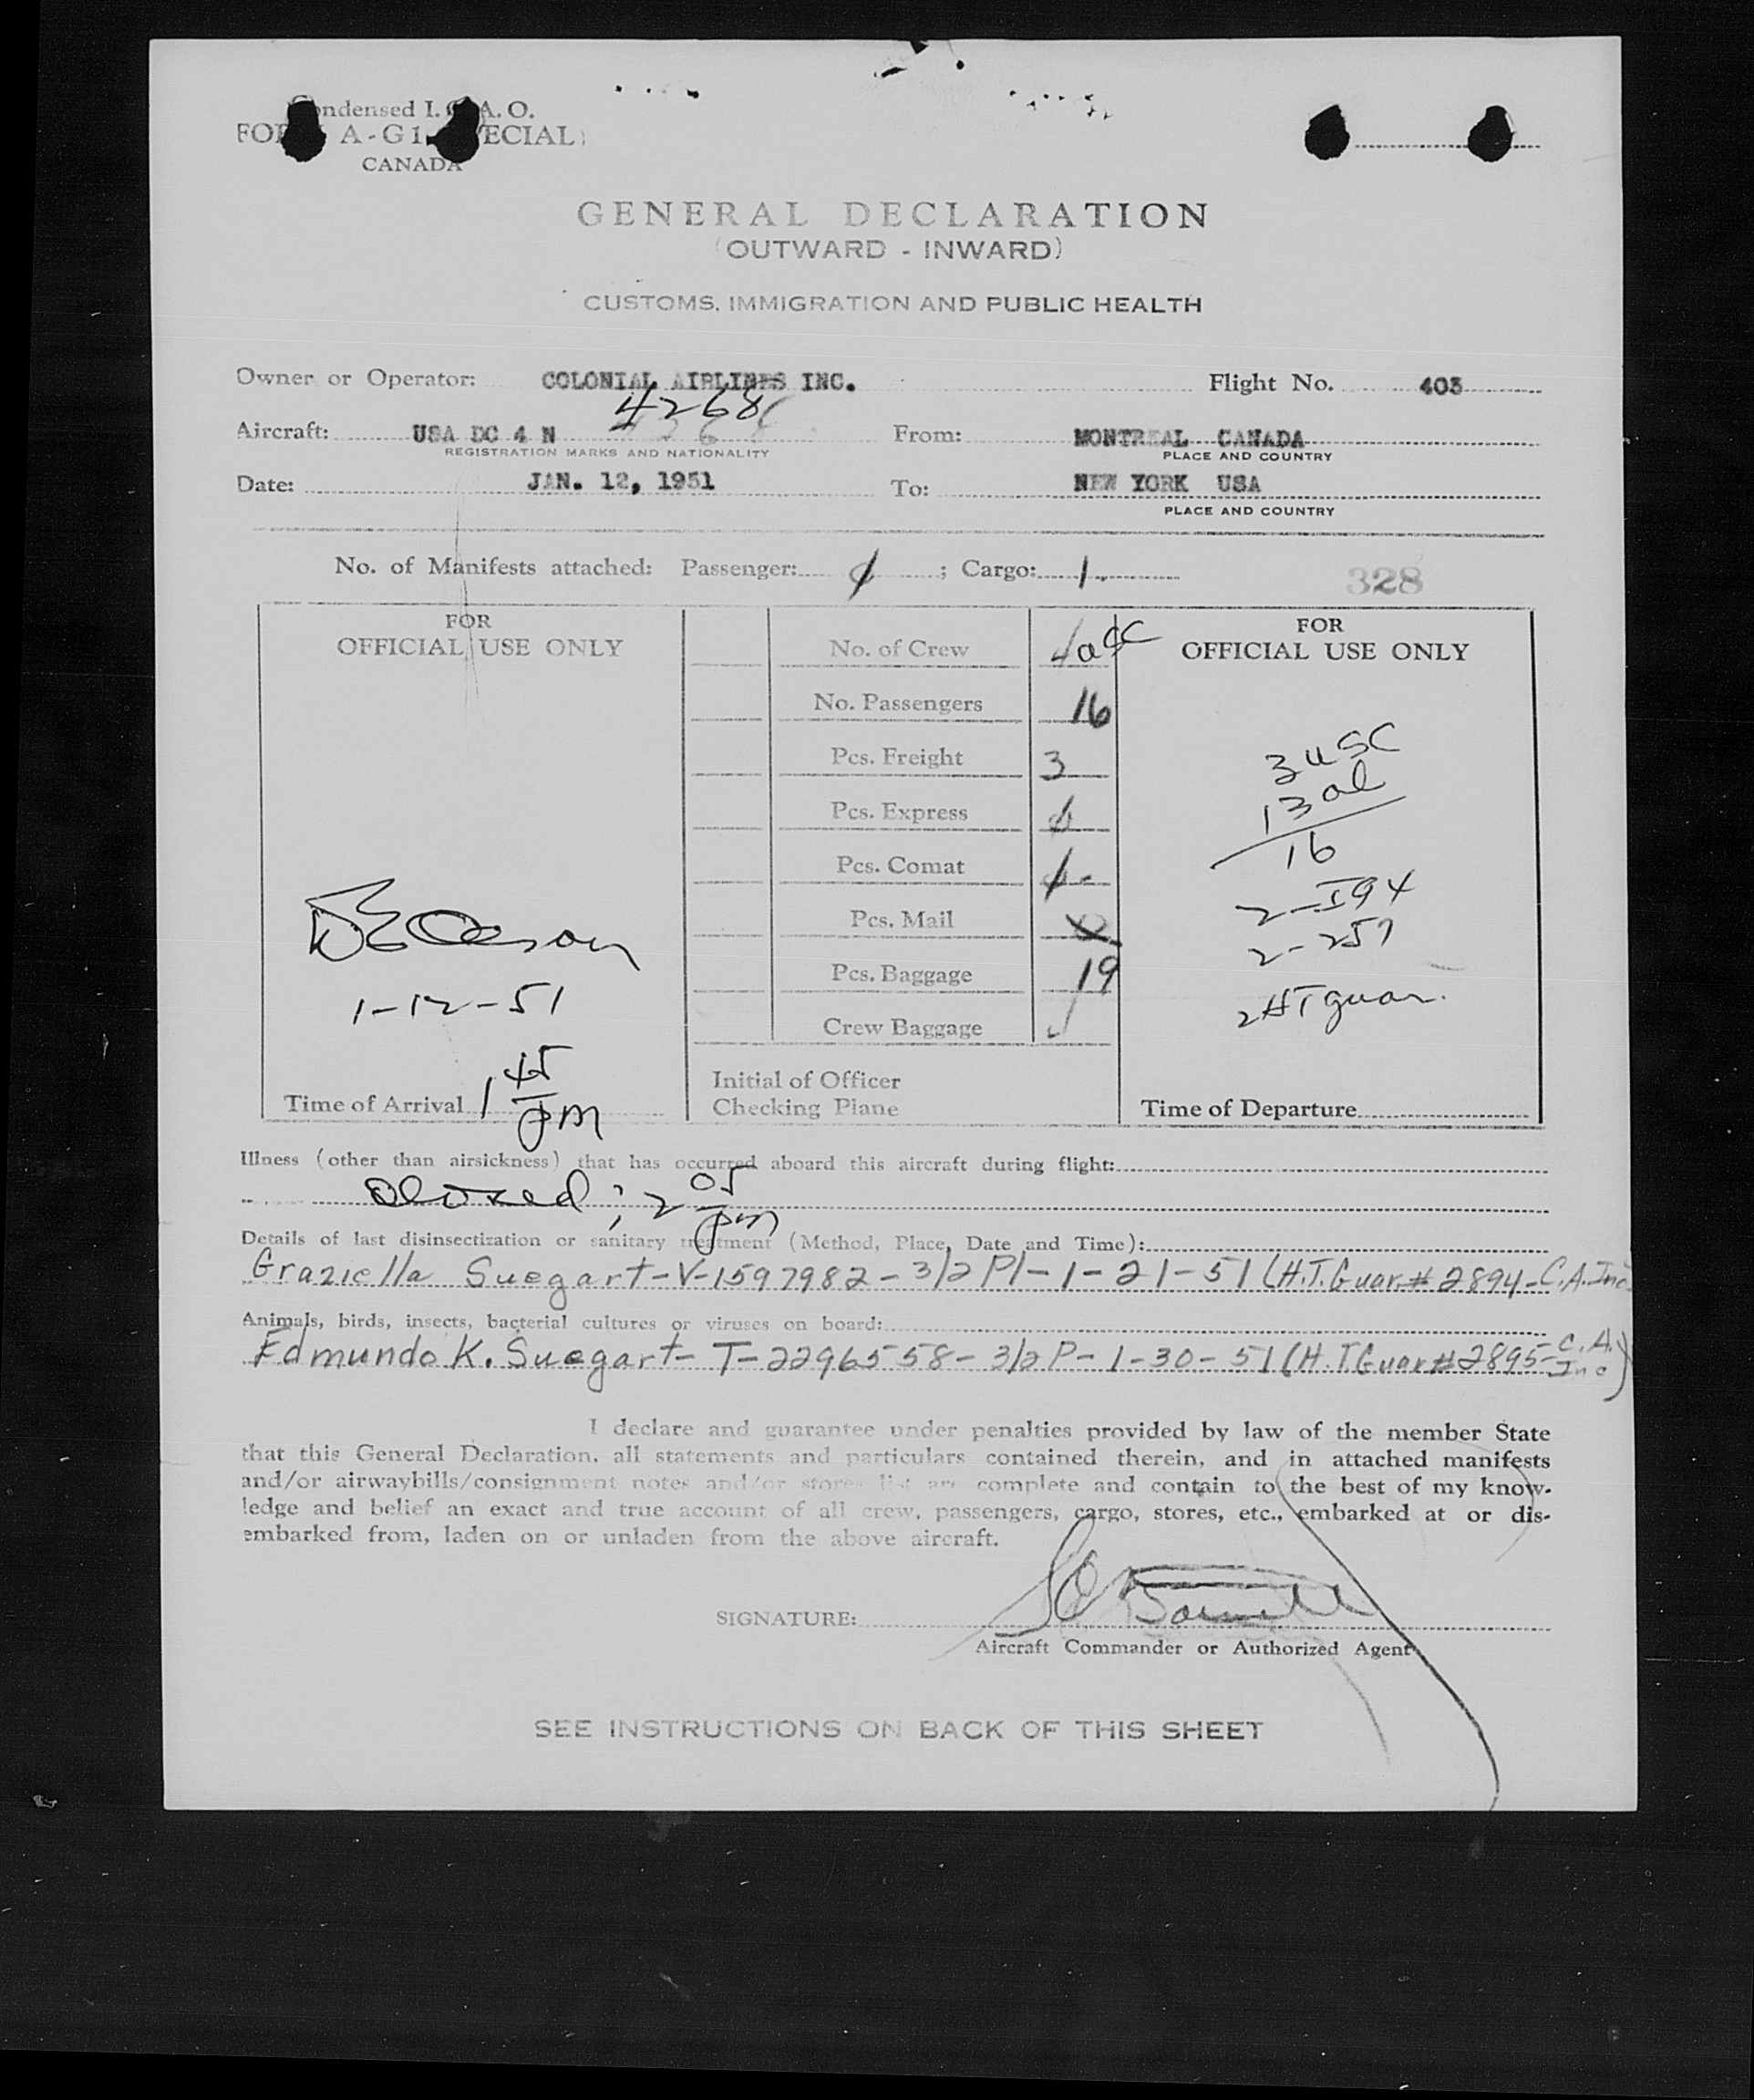 Condensed I.C.A.O.
FORM A-G1 (SPECIAL)
CANADA
GENERAL DECLARATION
(OUTWARD - INWARD)
CUSTOMS, IMMIGRATION AND PUBLIC HEALTH
Owner or Operator: COLONIAL AIRLINES INC. Flight No. 403
Aircraft: USA DC 4 N 4268 From: MONTREAL CANADA
REGISTRATION MARKS AND NATIONALITY PLACE AND COUNTRY
Date: JAN. 12, 1951 To: NEW YORK USA
PLACE AND COUNTRY
No. of Manifests attached: Passenger: ; Cargo: 1
328
FOR
OFFICIAL USE ONLY
No. of Crew 4
No. Passengers 16
Pcs. Freight 3
Pcs. Express
Pcs. Comat
Pcs. Mail
Pcs. Baggage 19
Crew Baggage
FOR
OFFICIAL USE ONLY
3 USC
13 al
16
2-I94
2-257
2 HT guar.
1-12-51
Time of Arrival 1 45 pm
Initial of Officer
Checking Plane
Time of Departure
Illness (other than airsickness) that has occurred aboard this aircraft during flight:
Closed; 2 05 pm
Details of last disinsectization or sanitary treatment (Method, Place, Date and Time):
Graziella Suegart-V-1597982-3/2 P1-1-21-51 (H.T.Guar.# 2894-C.A.Inc.
Animals, birds, insects, bacterial cultures or viruses on board:
Edmundo K. Suegart-T-2296558-3/2 P-1-30-51 (H.T.Guar#2895-C.A. Inc)
I declare and guarantee under penalties provided by law of the member State
that this General Declaration, all statements and particulars contained therein, and in attached manifests
and/or airwaybills/consignment notes and/or stores list are complete and contain to the best of my know-
ledge and belief an exact and true account of all crew, passengers, cargo, stores, etc., embarked at or dis-
embarked from, laden on or unladen from the above aircraft.
SIGNATURE:
Aircraft Commander or Authorized Agent
SEE INSTRUCTIONS ON BACK OF THIS SHEET